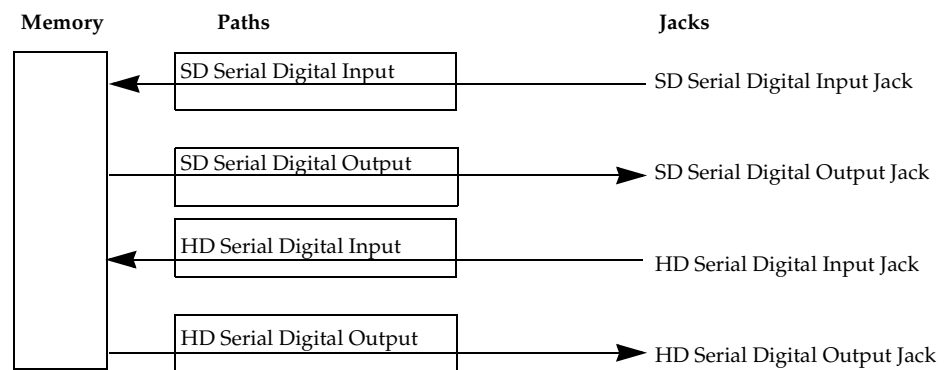 Memory Paths Jacks
SD Serial Digital Input
SD Serial Digital Input Jack
SD Serial Digital Output
SD Serial Digital Output Jack
HD Serial Digital Input
HD Serial Digital Input Jack
HD Serial Digital Output
HD Serial Digital Output Jack